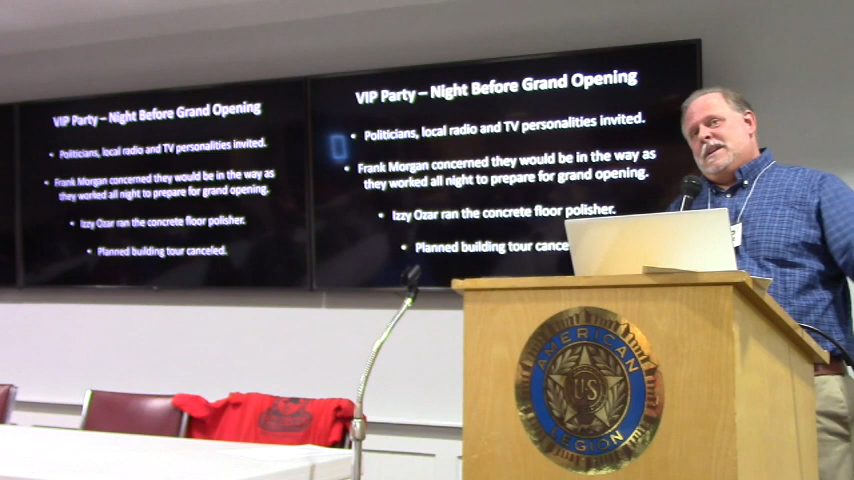 VIP Party – Night Before Grand Opening
• Politicians, local radio and TV personalities invited.
• Frank Morgan concerned they would be in the way as
they worked all night to prepare for grand opening.
• Izzy Ozar ran the concrete floor polisher.
• Planned building tour canceled.
VIP Party – Night Before Grand Opening
• Politicians, local radio and TV personalities invited.
• Frank Morgan concerned they would be in the way as
they worked all night to prepare for grand opening.
• Izzy Ozar ran the concrete floor polisher.
• Planned building tour cance
AMERICAN
U S
LEGION